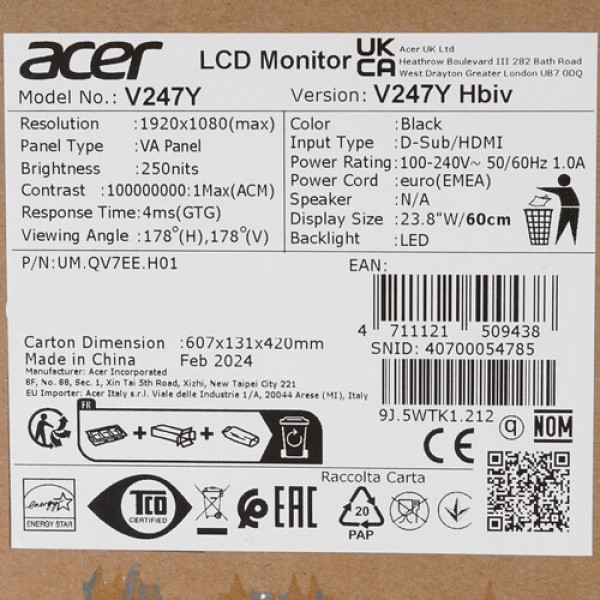 acer LCD Monitor UK CA Acer UK Ltd
Heathrow Boulevard III 282 Bath Road
West Drayton Greater London UB7 0DQ
Model No.: V247Y Version: V247Y Hbiv
Resolution :1920x1080(max)
Panel Type :VA Panel
Brightness :250nits
Contrast :100000000:1Max(ACM)
Response Time:4ms(GTG)
Viewing Angle :178°(H),178°(V)
Color :Black
Input Type :D-Sub/HDMI
Power Rating:100-240V~ 50/60Hz 1.0A
Power Cord :euro(EMEA)
Speaker :N/A
Display Size :23.8"W/60cm
Backlight :LED
P/N:UM.QV7EE.H01
EAN:
4 711121 509438
SNID: 40700054785
9J.5WTK1.212
Carton Dimension :607x131x420mm
Made in China Feb 2024
Manufacturer: Acer Incorporated
8F, No. 88, Sec. 1, Xin Tai 5th Road, Xizhi, New Taipei City 221
EU Importer: Acer Italy s.r.l. Viale delle Industrie 1/A, 20044 Arese (MI), Italy
FR
+ +
CE q NOM
Raccolta Carta
energy
ENERGY STAR
TCO
CERTIFIED
EAC
20
PAP